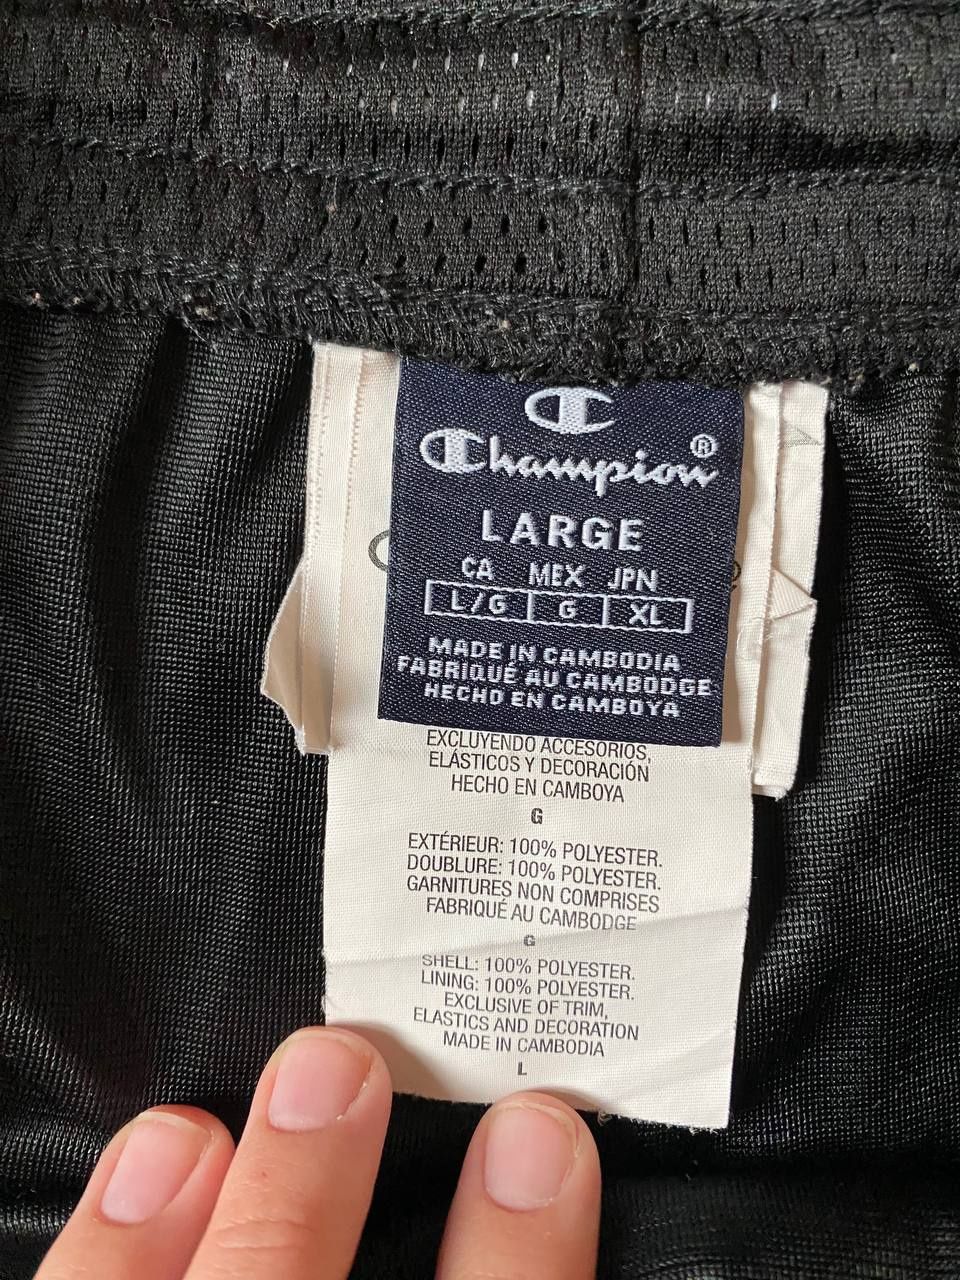 Champion®
LARGE
CA MEX JPN
L/G G XL
MADE IN CAMBODIA
FABRIQUÉ AU CAMBODGE
HECHO EN CAMBOYA
EXCLUYENDO ACCESORIOS,
ELÁSTICOS Y DECORACIÓN
HECHO EN CAMBOYA
G
EXTÉRIEUR: 100% POLYESTER.
DOUBLURE: 100% POLYESTER.
GARNITURES NON COMPRISES
FABRIQUÉ AU CAMBODGE
G
SHELL: 100% POLYESTER.
LINING: 100% POLYESTER.
EXCLUSIVE OF TRIM,
ELASTICS AND DECORATION
MADE IN CAMBODIA
L